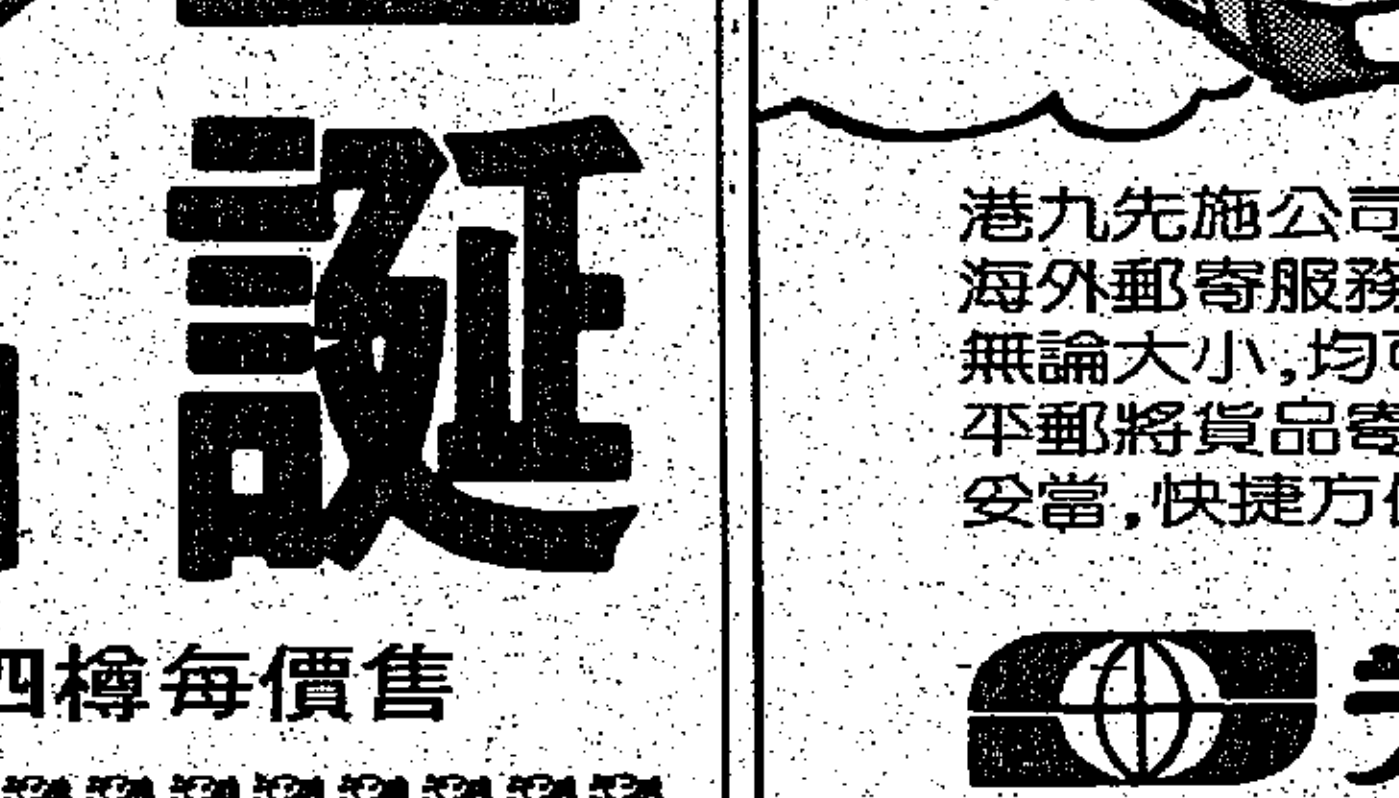 誕
售價每樽四
港九先施公司
海外郵寄服務
無論大小，均可
平郵將貨品寄
妥當，快捷方